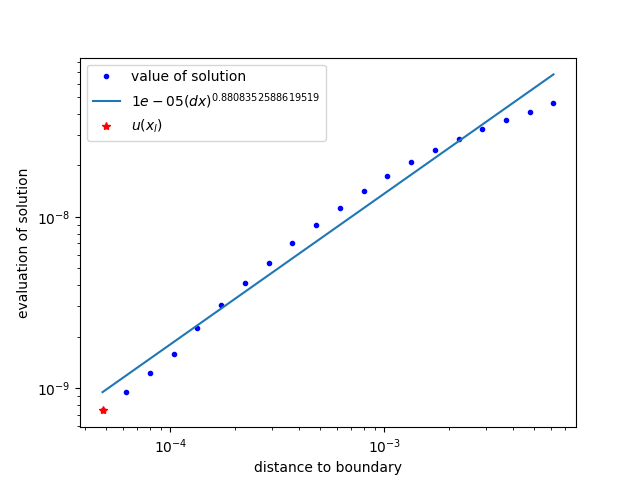 value of solution
1e − 05(dx)^0.8808352588619519
u(x_l)
evaluation of solution
10^−8
10^−9
10^−4
10^−3
distance to boundary